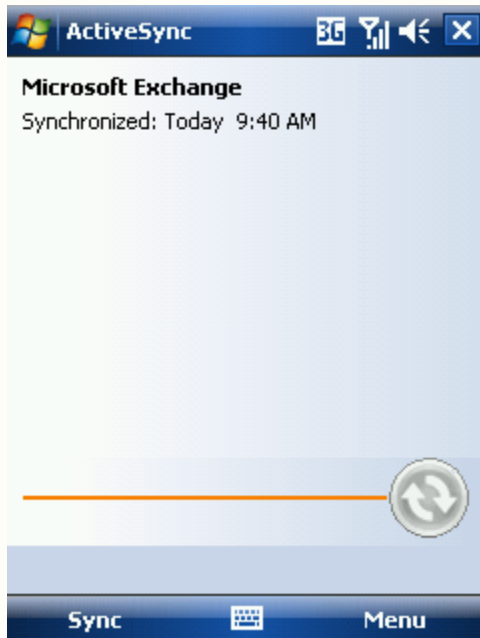 ActiveSync 3G
Microsoft Exchange
Synchronized: Today 9:40 AM
Sync Menu